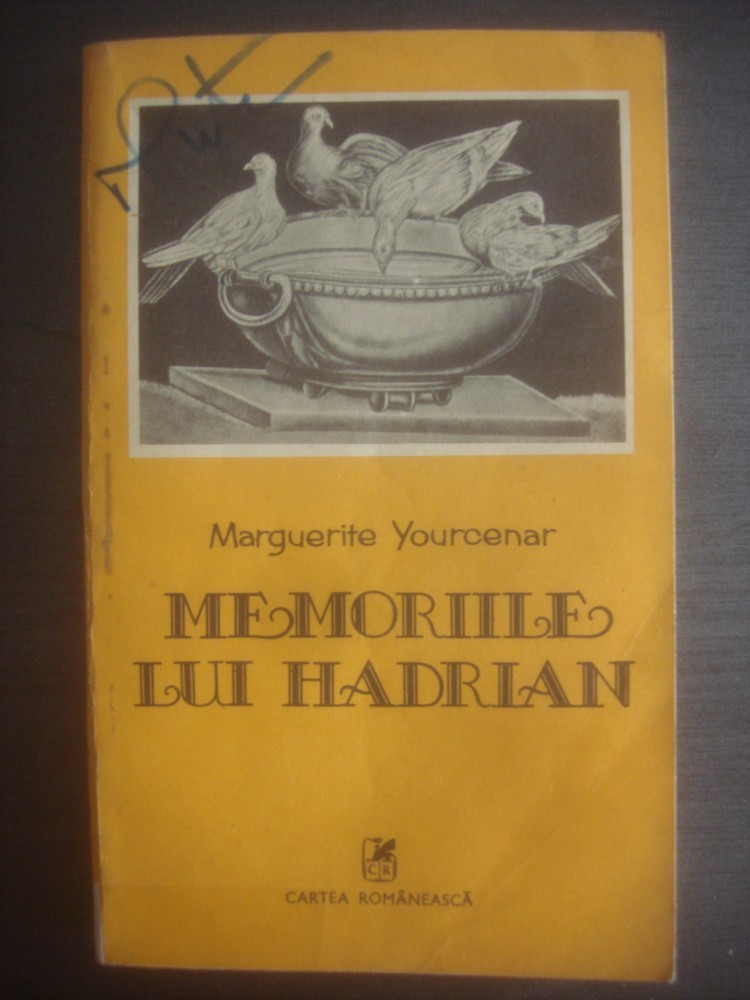 Marguerite Yourcenar
MEMORIILE
LUI HADRIAN
CR
CARTEA ROMÂNEASCĂ